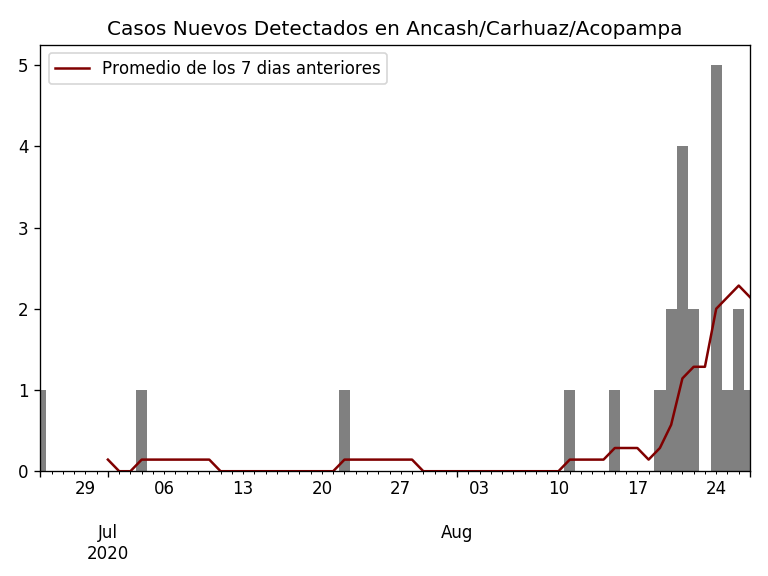 Casos Nuevos Detectados en Ancash/Carhuaz/Acopampa
Promedio de los 7 dias anteriores
5
4
3
2
1
0
29 06 13 20 27 03 10 17 24
Jul Aug
2020